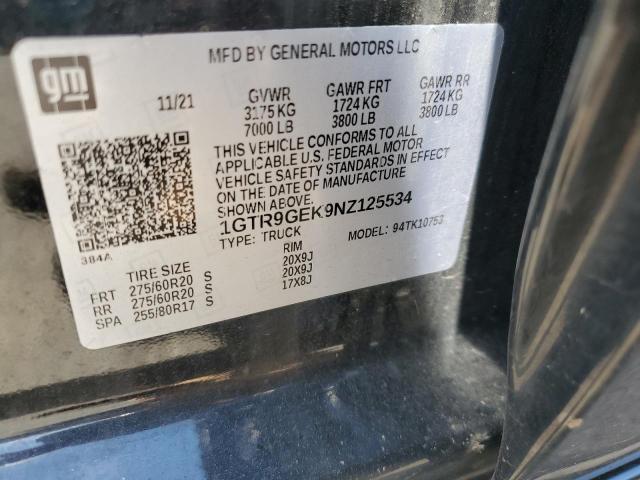 gm
MFD BY GENERAL MOTORS LLC
11/21 GVWR GAWR FRT GAWR RR
3175 KG 1724 KG 1724 KG
7000 LB 3800 LB 3800 LB
THIS VEHICLE CONFORMS TO ALL
APPLICABLE U.S. FEDERAL MOTOR
VEHICLE SAFETY STANDARDS IN EFFECT
ON THE DATE OF MANUFACTURE
SHOWN ABOVE.
1GTR9GEK9NZ125534
TYPE: TRUCK MODEL: 94TK10753
384A
TIRE SIZE RIM
FRT 275/60R20 S 20X9J
RR 275/60R20 S 20X9J
SPA 255/80R17 S 17X8J